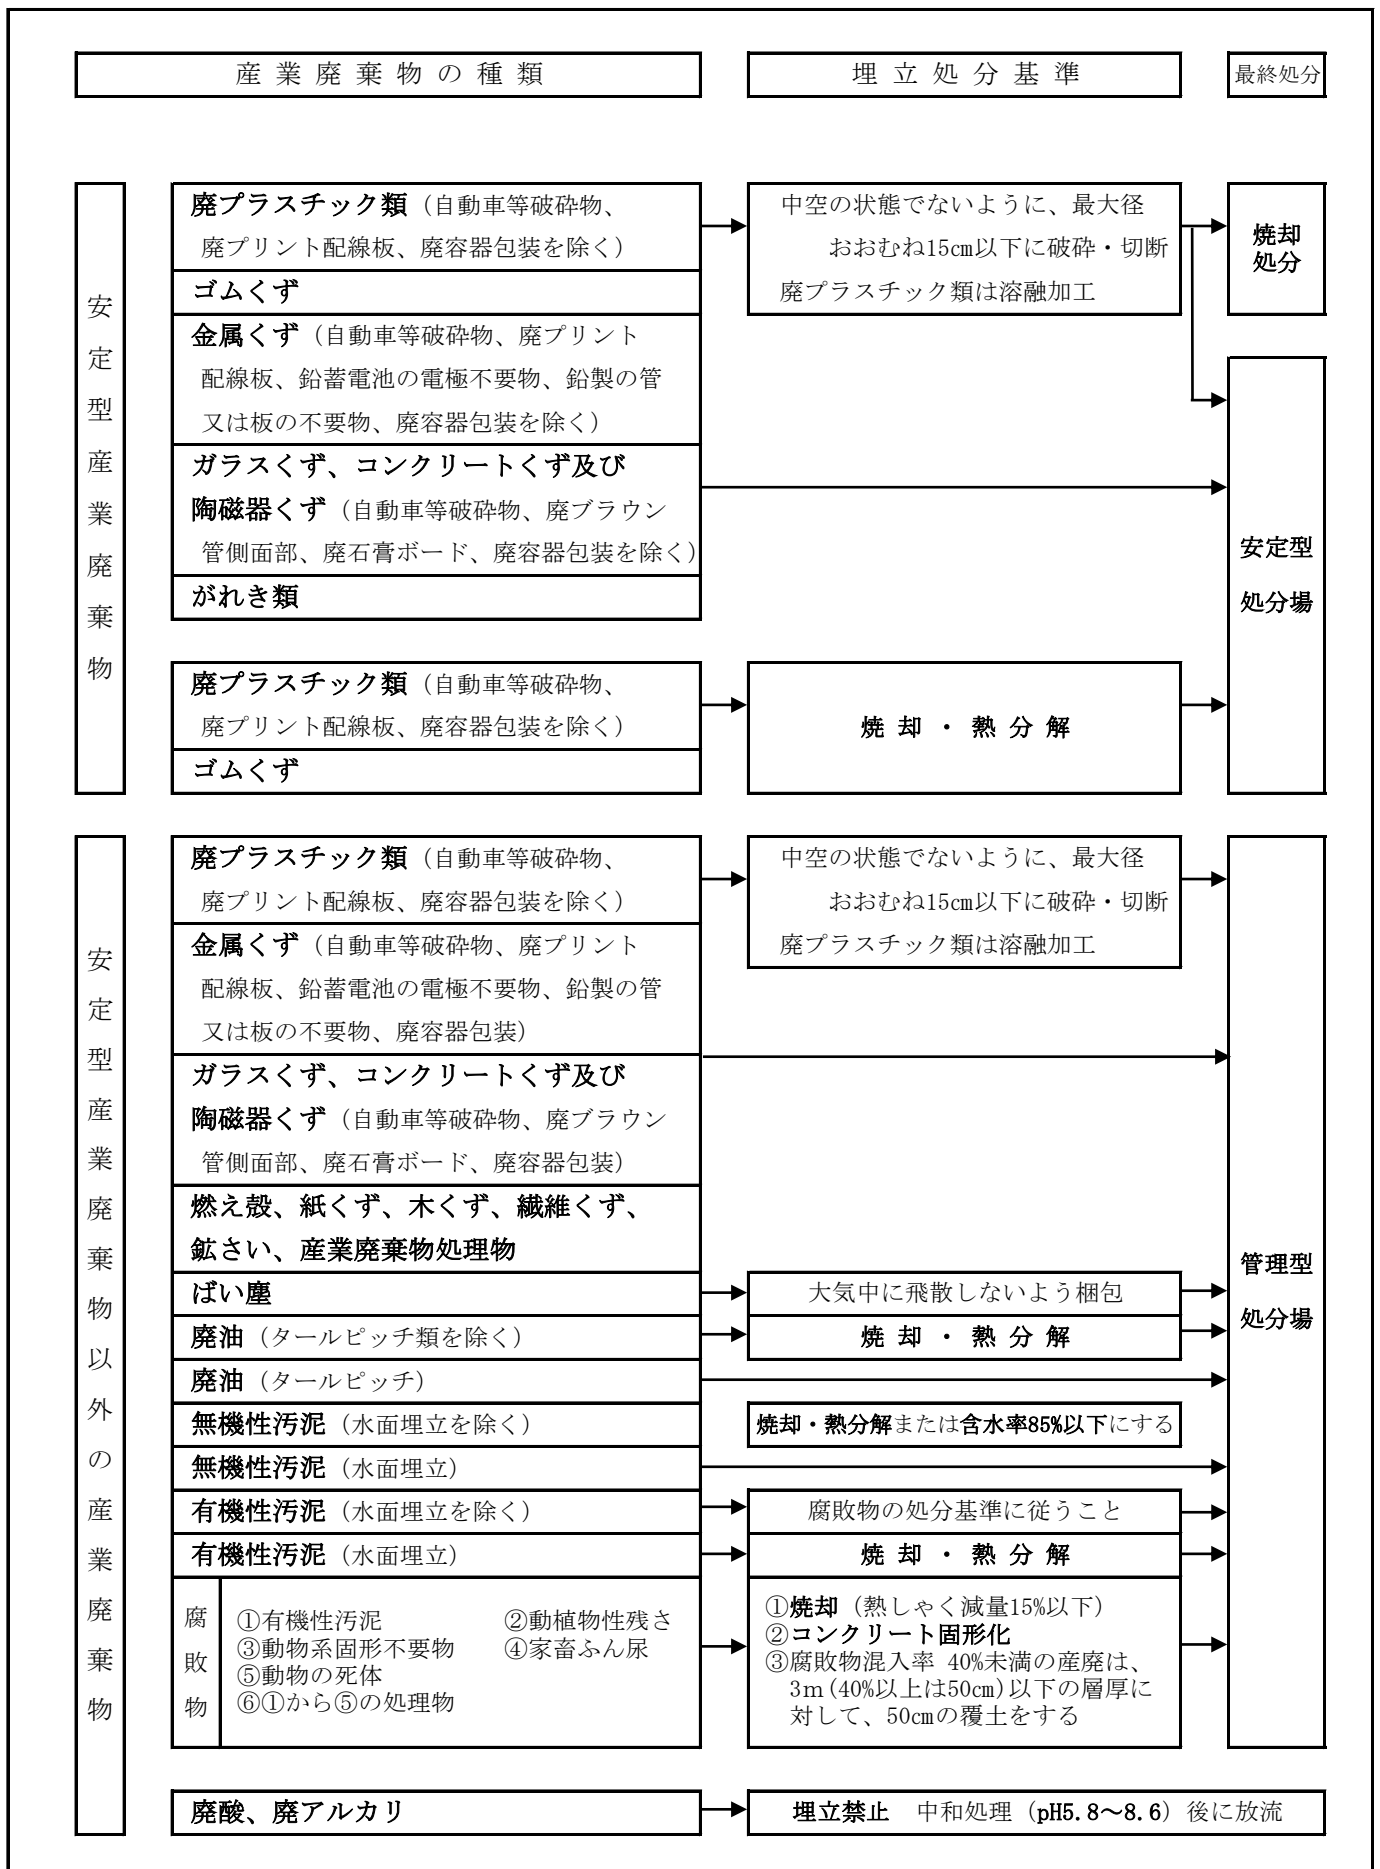 産業廃棄物の種類
埋立処分基準
最終処分
安定型産業廃棄物
廃プラスチック類（自動車等破砕物、
廃プリント配線板、廃容器包装を除く）
ゴムくず
金属くず（自動車等破砕物、廃プリント
配線板、鉛蓄電池の電極不要物、鉛製の管
又は板の不要物、廃容器包装を除く）
ガラスくず、コンクリートくず及び
陶磁器くず（自動車等破砕物、廃ブラウン
管側面部、廃石膏ボード、廃容器包装を除く）
がれき類
中空の状態でないように、最大径
おおむね15㎝以下に破砕・切断
廃プラスチック類は溶融加工
焼却
処分
安定型
処分場
廃プラスチック類（自動車等破砕物、
廃プリント配線板、廃容器包装を除く）
ゴムくず
焼却・熱分解
安定型産業廃棄物以外の産業廃棄物
廃プラスチック類（自動車等破砕物、
廃プリント配線板、廃容器包装を除く）
中空の状態でないように、最大径
おおむね15㎝以下に破砕・切断
廃プラスチック類は溶融加工
金属くず（自動車等破砕物、廃プリント
配線板、鉛蓄電池の電極不要物、鉛製の管
又は板の不要物、廃容器包装）
ガラスくず、コンクリートくず及び
陶磁器くず（自動車等破砕物、廃ブラウン
管側面部、廃石膏ボード、廃容器包装）
燃え殻、紙くず、木くず、繊維くず、
鉱さい、産業廃棄物処理物
管理型
処分場
ばい塵
大気中に飛散しないよう梱包
廃油（タールピッチ類を除く）
焼却・熱分解
廃油（タールピッチ）
無機性汚泥（水面埋立を除く）
焼却・熱分解または含水率85%以下にする
無機性汚泥（水面埋立）
有機性汚泥（水面埋立を除く）
腐敗物の処分基準に従うこと
有機性汚泥（水面埋立）
焼却・熱分解
腐敗物
①有機性汚泥 ②動植物性残さ
③動物系固形不要物 ④家畜ふん尿
⑤動物の死体
⑥①から⑤の処理物
①焼却（熱しゃく減量15%以下）
②コンクリート固形化
③腐敗物混入率 40%未満の産廃は、
3ｍ(40%以上は50㎝)以下の層厚に
対して、50㎝の覆土をする
廃酸、廃アルカリ
埋立禁止 中和処理（pH5.8～8.6）後に放流